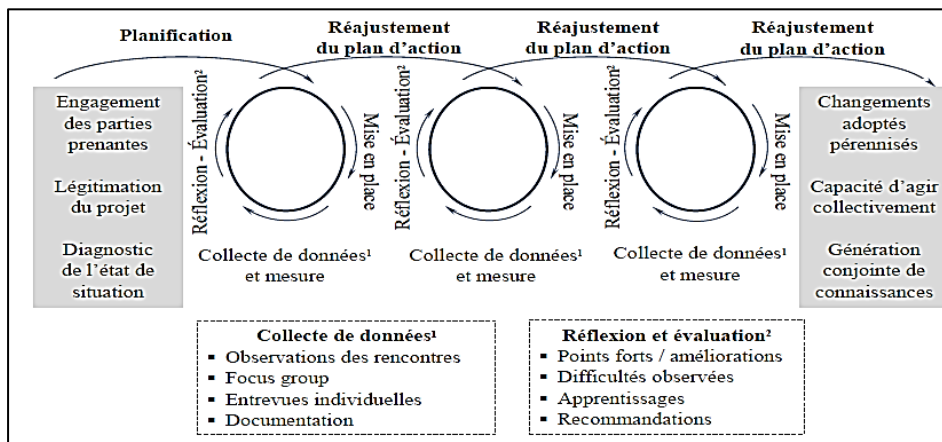 Planification
Réajustement
du plan d'action
Réajustement
du plan d'action
Réajustement
du plan d'action
Engagement
des parties
prenantes
Légitimation
du projet
Diagnostic
de l'état de
situation
Réflexion - Évaluation²
Mise en place
Collecte de données¹
et mesure
Réflexion - Évaluation²
Mise en place
Collecte de données¹
et mesure
Réflexion - Évaluation²
Mise en place
Collecte de données¹
et mesure
Changements
adoptés
pérennisés
Capacité d'agir
collectivement
Génération
conjointe de
connaissances
Collecte de données¹
▪ Observations des rencontres
▪ Focus group
▪ Entrevues individuelles
▪ Documentation
Réflexion et évaluation²
▪ Points forts / améliorations
▪ Difficultés observées
▪ Apprentissages
▪ Recommandations